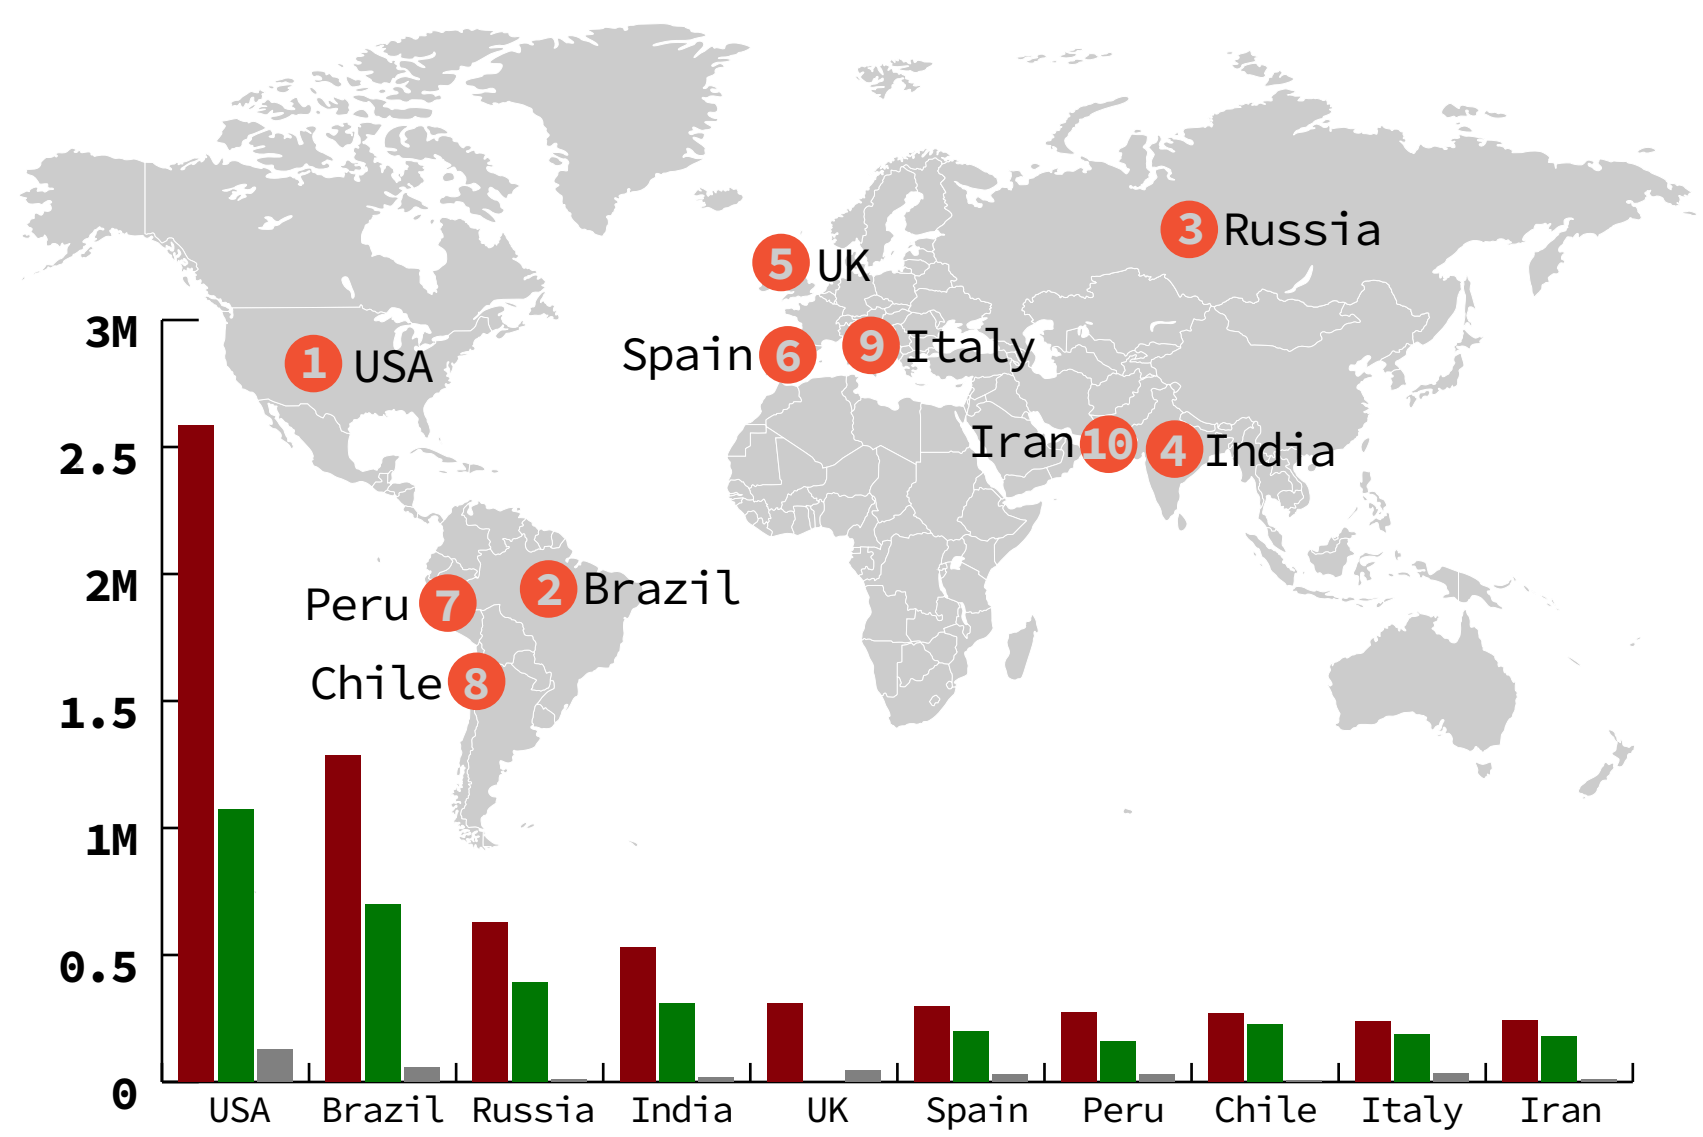 3 Russia
5 UK
3M
1 USA
Spain 6
9 Italy
2.5
Iran 10
4 India
2M
Peru 7
2 Brazil
Chile 8
1.5
1M
0.5
0
USA Brazil Russia India UK Spain Peru Chile Italy Iran